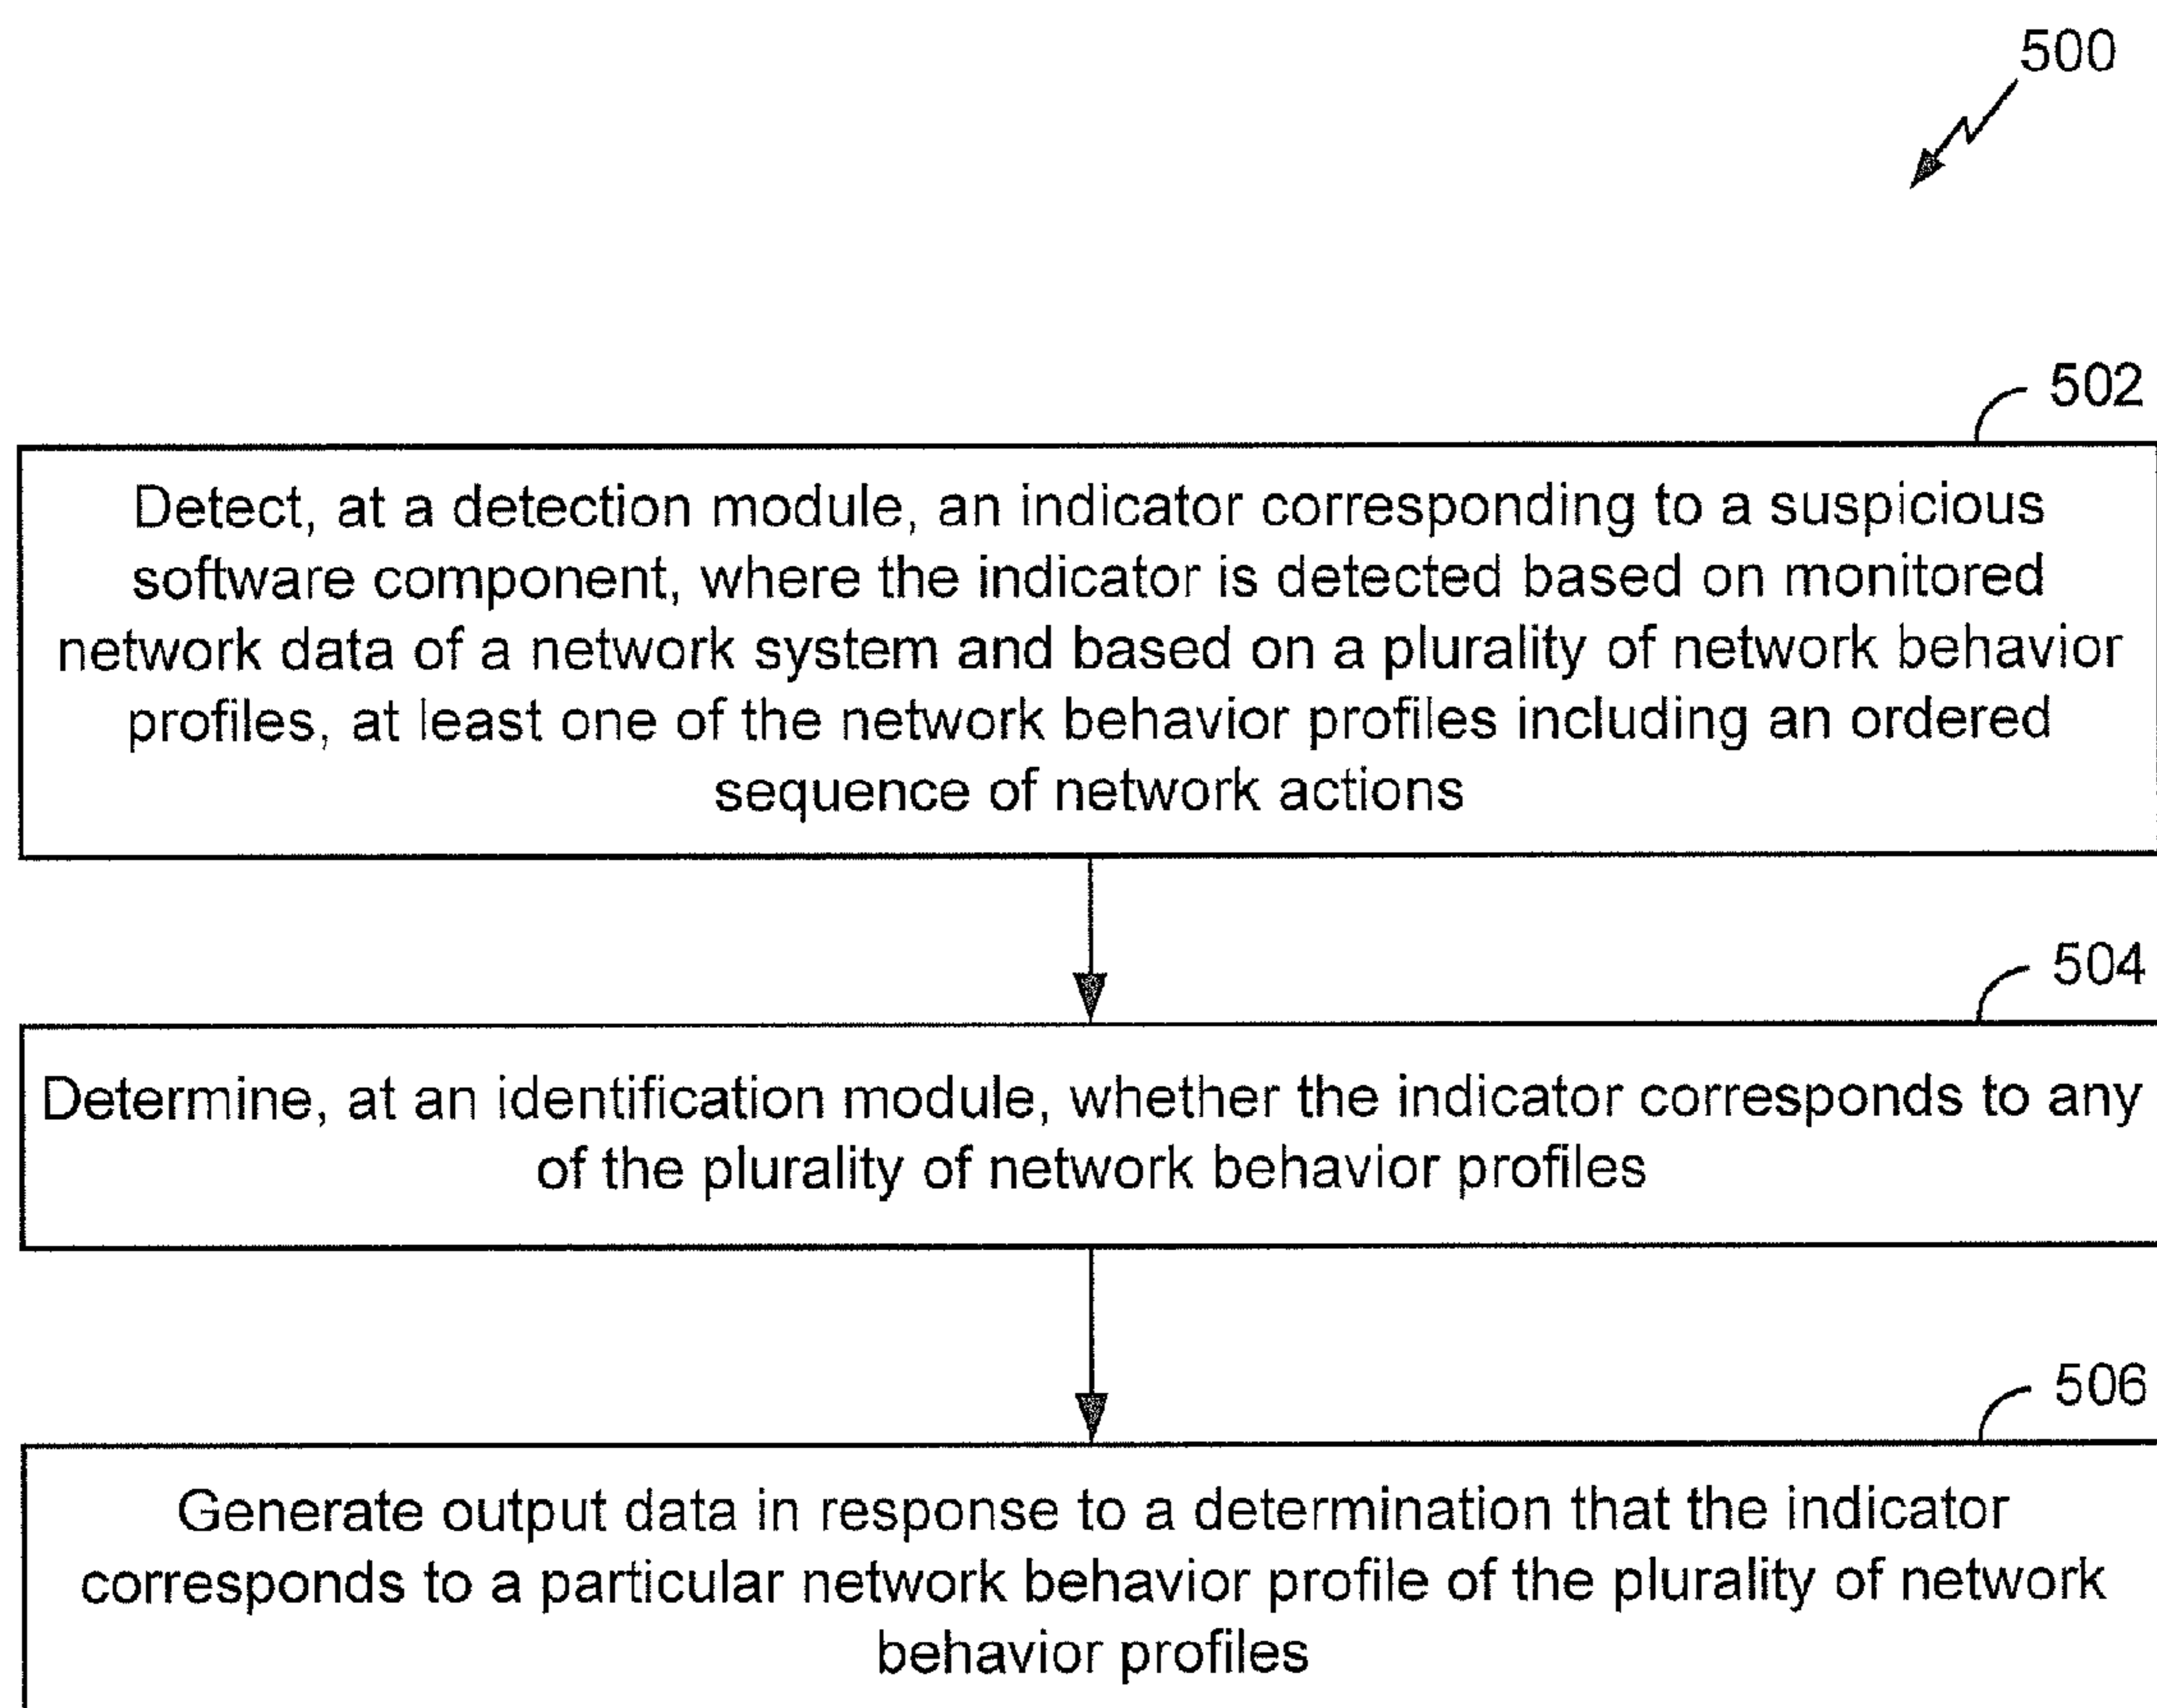 500
502
Detect, at a detection module, an indicator corresponding to a suspicious
software component, where the indicator is detected based on monitored
network data of a network system and based on a plurality of network behavior
profiles, at least one of the network behavior profiles including an ordered
sequence of network actions
504
Determine, at an identification module, whether the indicator corresponds to any
of the plurality of network behavior profiles
506
Generate output data in response to a determination that the indicator
corresponds to a particular network behavior profile of the plurality of network
behavior profiles